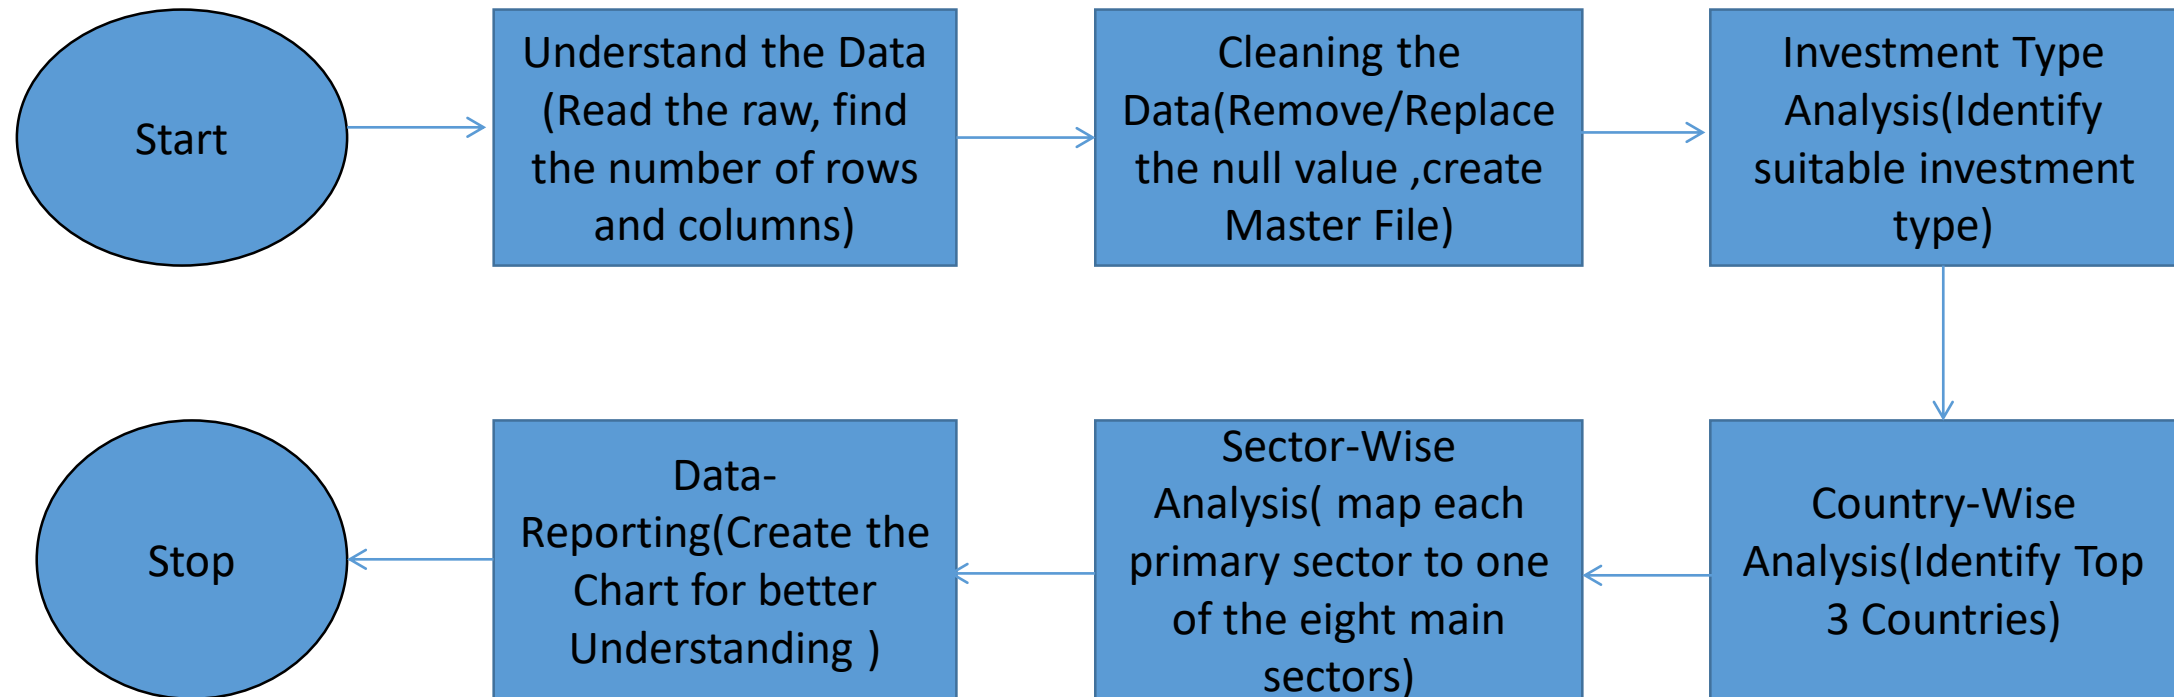 Start
Understand the Data
(Read the raw, find
the number of rows
and columns)
Cleaning the
Data(Remove/Replace
the null value ,create
Master File)
Investment Type
Analysis(Identify
suitable investment
type)
Country-Wise
Analysis(Identify Top
3 Countries)
Sector-Wise
Analysis( map each
primary sector to one
of the eight main
sectors)
Data-
Reporting(Create the
Chart for better
Understanding )
Stop